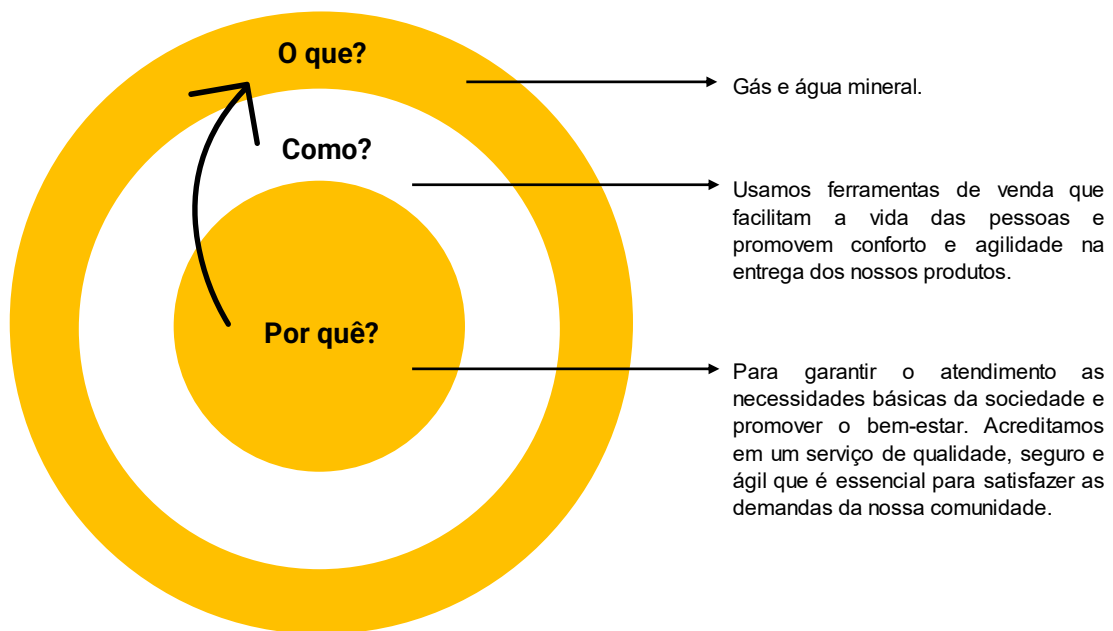 O que?
Gás e água mineral.
Como?
Usamos ferramentas de venda que
facilitam a vida das pessoas e
promovem conforto e agilidade na
entrega dos nossos produtos.
Por quê?
Para garantir o atendimento as
necessidades básicas da sociedade e
promover o bem-estar. Acreditamos
em um serviço de qualidade, seguro e
ágil que é essencial para satisfazer as
demandas da nossa comunidade.